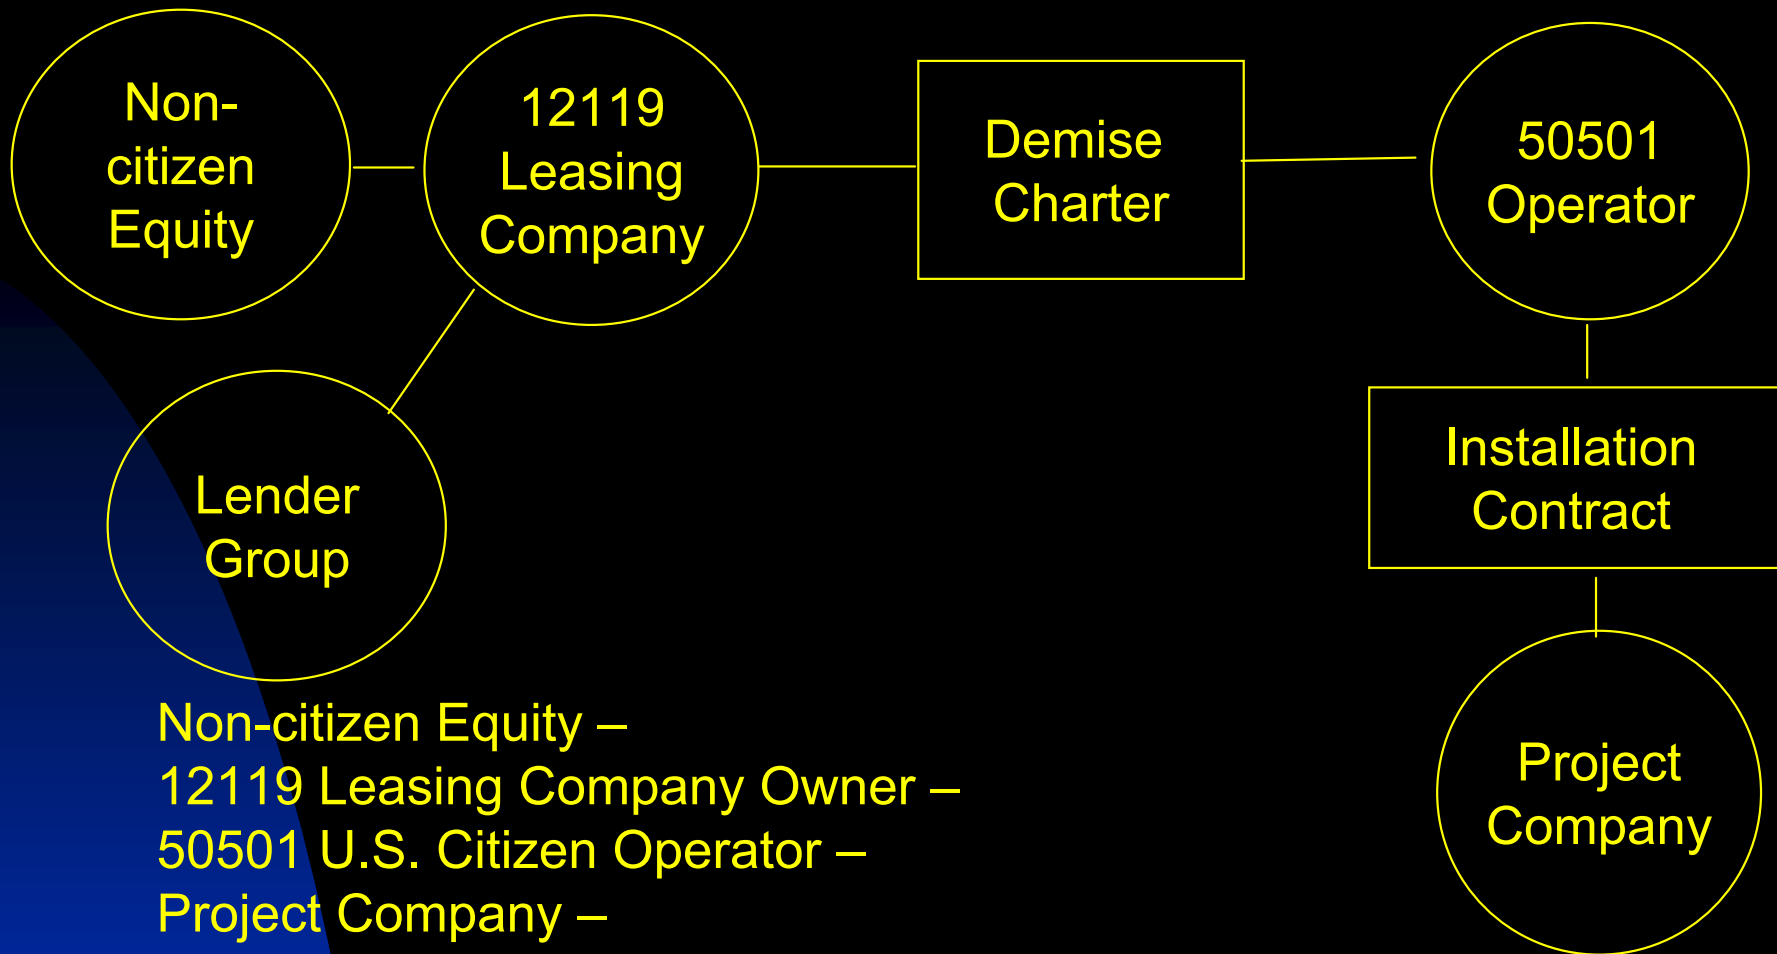 Non-
citizen
Equity
12119
Leasing
Company
Demise
Charter
50501
Operator
Lender
Group
Installation
Contract
Project
Company
Non-citizen Equity –
12119 Leasing Company Owner –
50501 U.S. Citizen Operator –
Project Company –